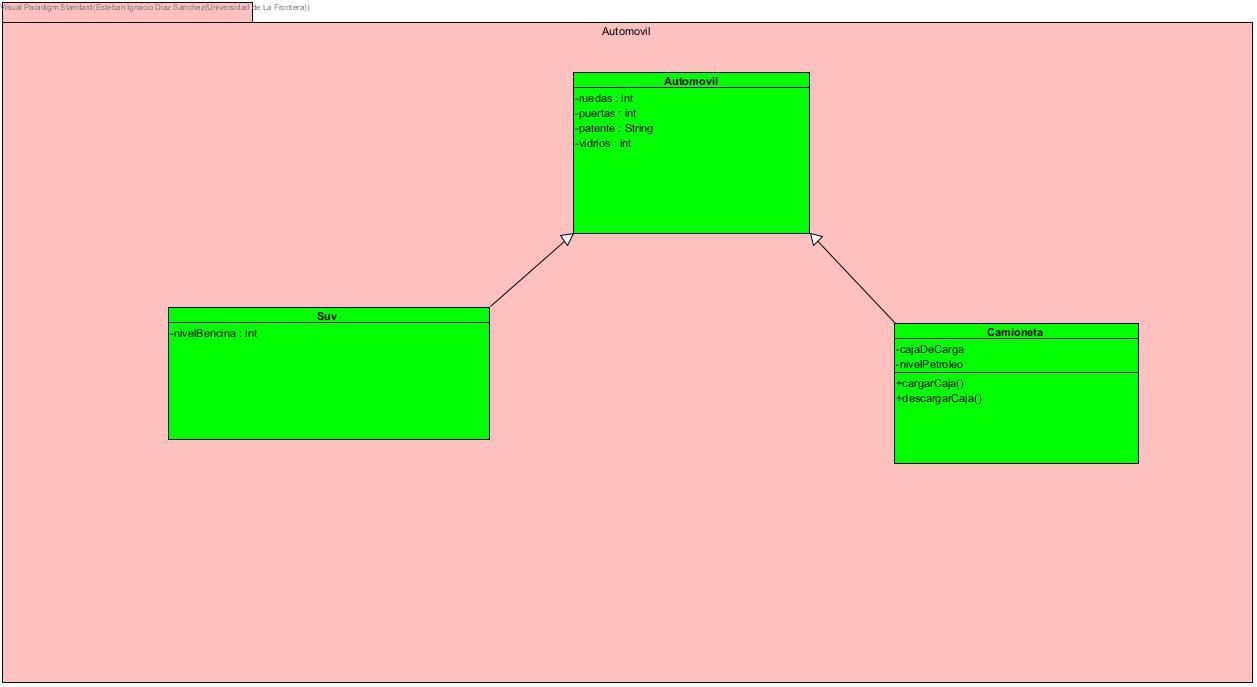 Visual Paradigm Standard(Esteban Ignacio Diaz Sanchez(Universidad de La Frontera))
Automovil
Automovil
-ruedas : int
-puertas : int
-patente : String
-vidrios : int
Suv
-nivelBencina : int
Camioneta
-cajaDeCarga
-nivelPetroleo
+cargarCaja()
+descargarCaja()